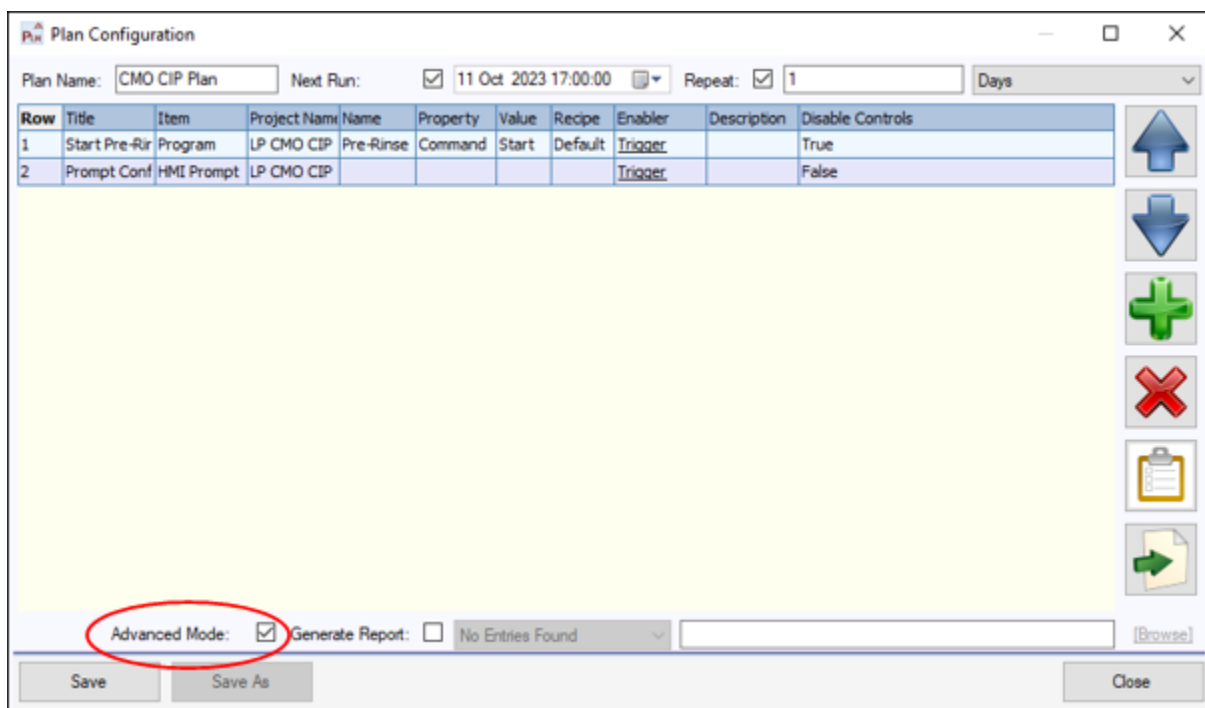 PLM Plan Configuration
Plan Name: CMO CIP Plan Next Run: 11 Oct 2023 17:00:00 Repeat: 1 Days
Row Title Item Project Name Name Property Value Recipe Enabler Description Disable Controls
1 Start Pre-Rir Program LP CMO CIP Pre-Rinse Command Start Default Trigger True
2 Prompt Conf HMI Prompt LP CMO CIP Trigger False
Advanced Mode: Generate Report: No Entries Found [Browse]
Save Save As Close